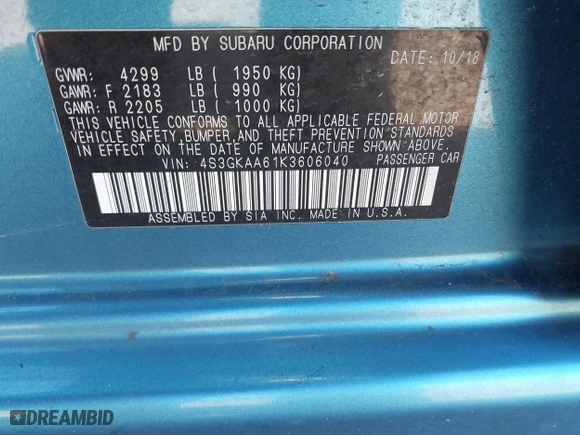 MFD BY SUBARU CORPORATION
DATE: 10/18
GVWR: 4299 LB ( 1950 KG)
GAWR: F 2183 LB ( 990 KG)
GAWR: R 2205 LB ( 1000 KG)
THIS VEHICLE CONFORMS TO ALL APPLICABLE FEDERAL MOTOR
VEHICLE SAFETY, BUMPER, AND THEFT PREVENTION STANDARDS
IN EFFECT ON THE DATE OF MANUFACTURE SHOWN ABOVE.
VIN: 4S3GKAA61K3606040 PASSENGER CAR
ASSEMBLED BY SIA INC. MADE IN U.S.A.
DREAMBID